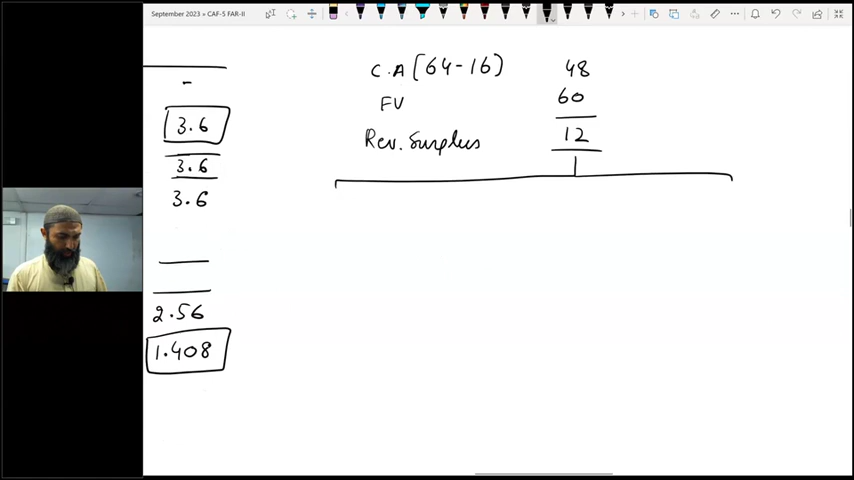 September 2023 » CAF-5 FAR-II
-
3.6
3.6
3.6
2.56
1.408
C.A [64-16) 48
FV 60
Rev. Surplus 12